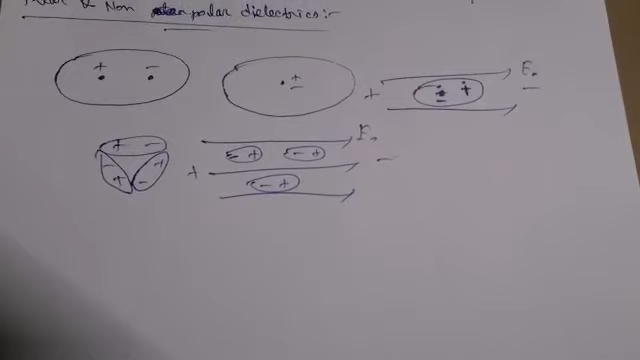 & Non polar dielectrics:-
+ -
+ -
+ E₀ -
- +
+ - - + - +
+ - + - +
+ E₀ -
- + - +
- +